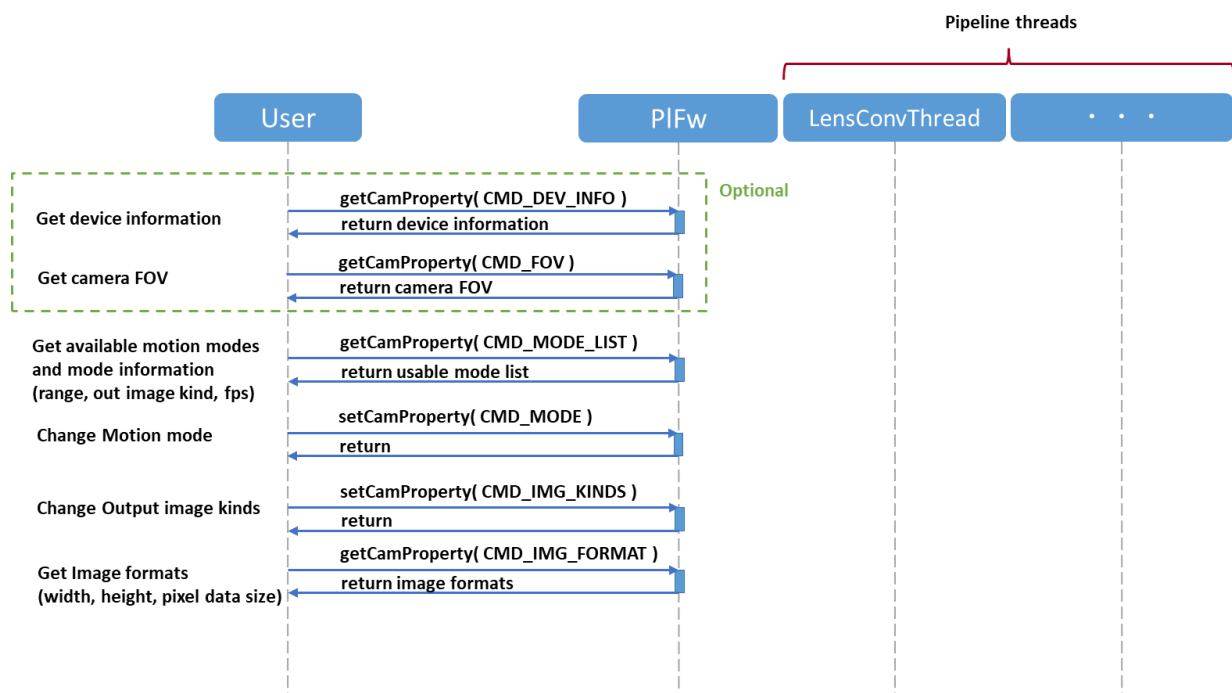 Pipeline threads
User
PlFw
LensConvThread
・ ・ ・
Optional
Get device information
getCamProperty( CMD_DEV_INFO )
return device information
Get camera FOV
getCamProperty( CMD_FOV )
return camera FOV
Get available motion modes
and mode information
(range, out image kind, fps)
getCamProperty( CMD_MODE_LIST )
return usable mode list
Change Motion mode
setCamProperty( CMD_MODE )
return
Change Output image kinds
setCamProperty( CMD_IMG_KINDS )
return
Get Image formats
(width, height, pixel data size)
getCamProperty( CMD_IMG_FORMAT )
return image formats